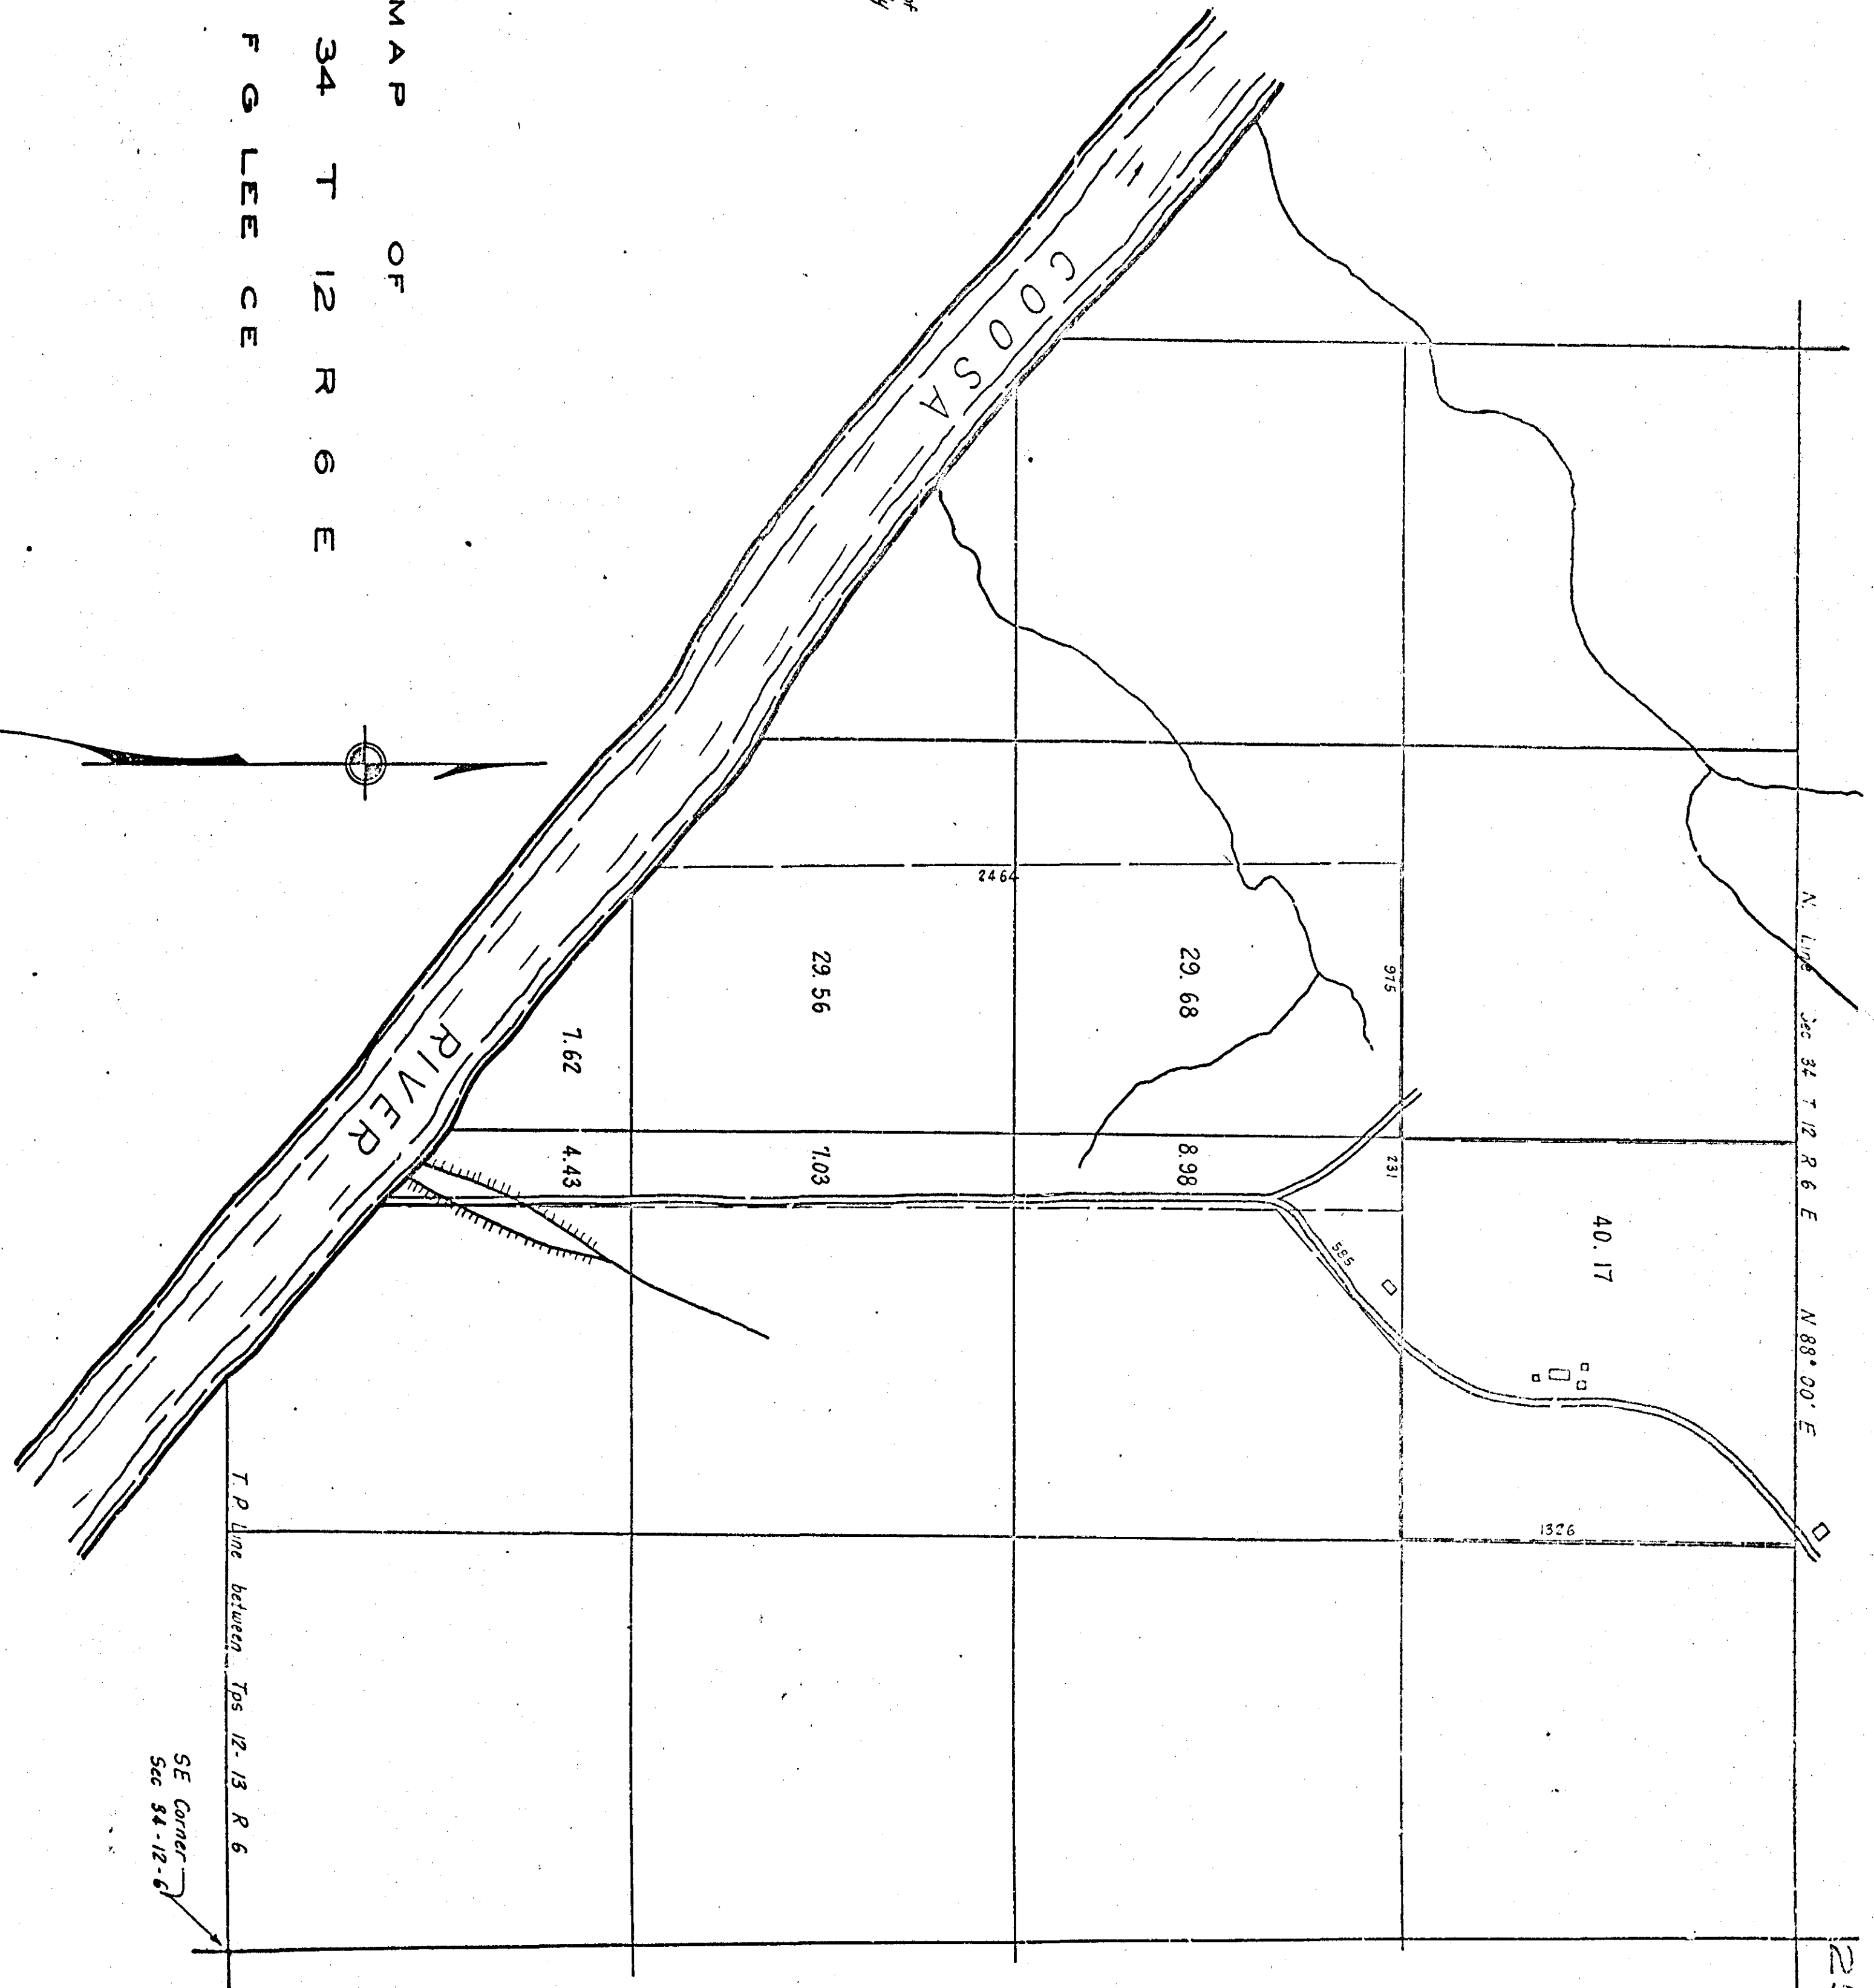 MAP OF
34 T 12 R 6 E
F G LEE CE
of
COOSA
RIVER
N. Line Sec 34 T 12 R 6 E N 88° 00' E
40.17
1326
975
231
585
2464
29.68
8.98
29.56
7.03
7.62
4.43
T. P. Line between Tps 12-13 R 6
SE Corner
Sec 34-12-6